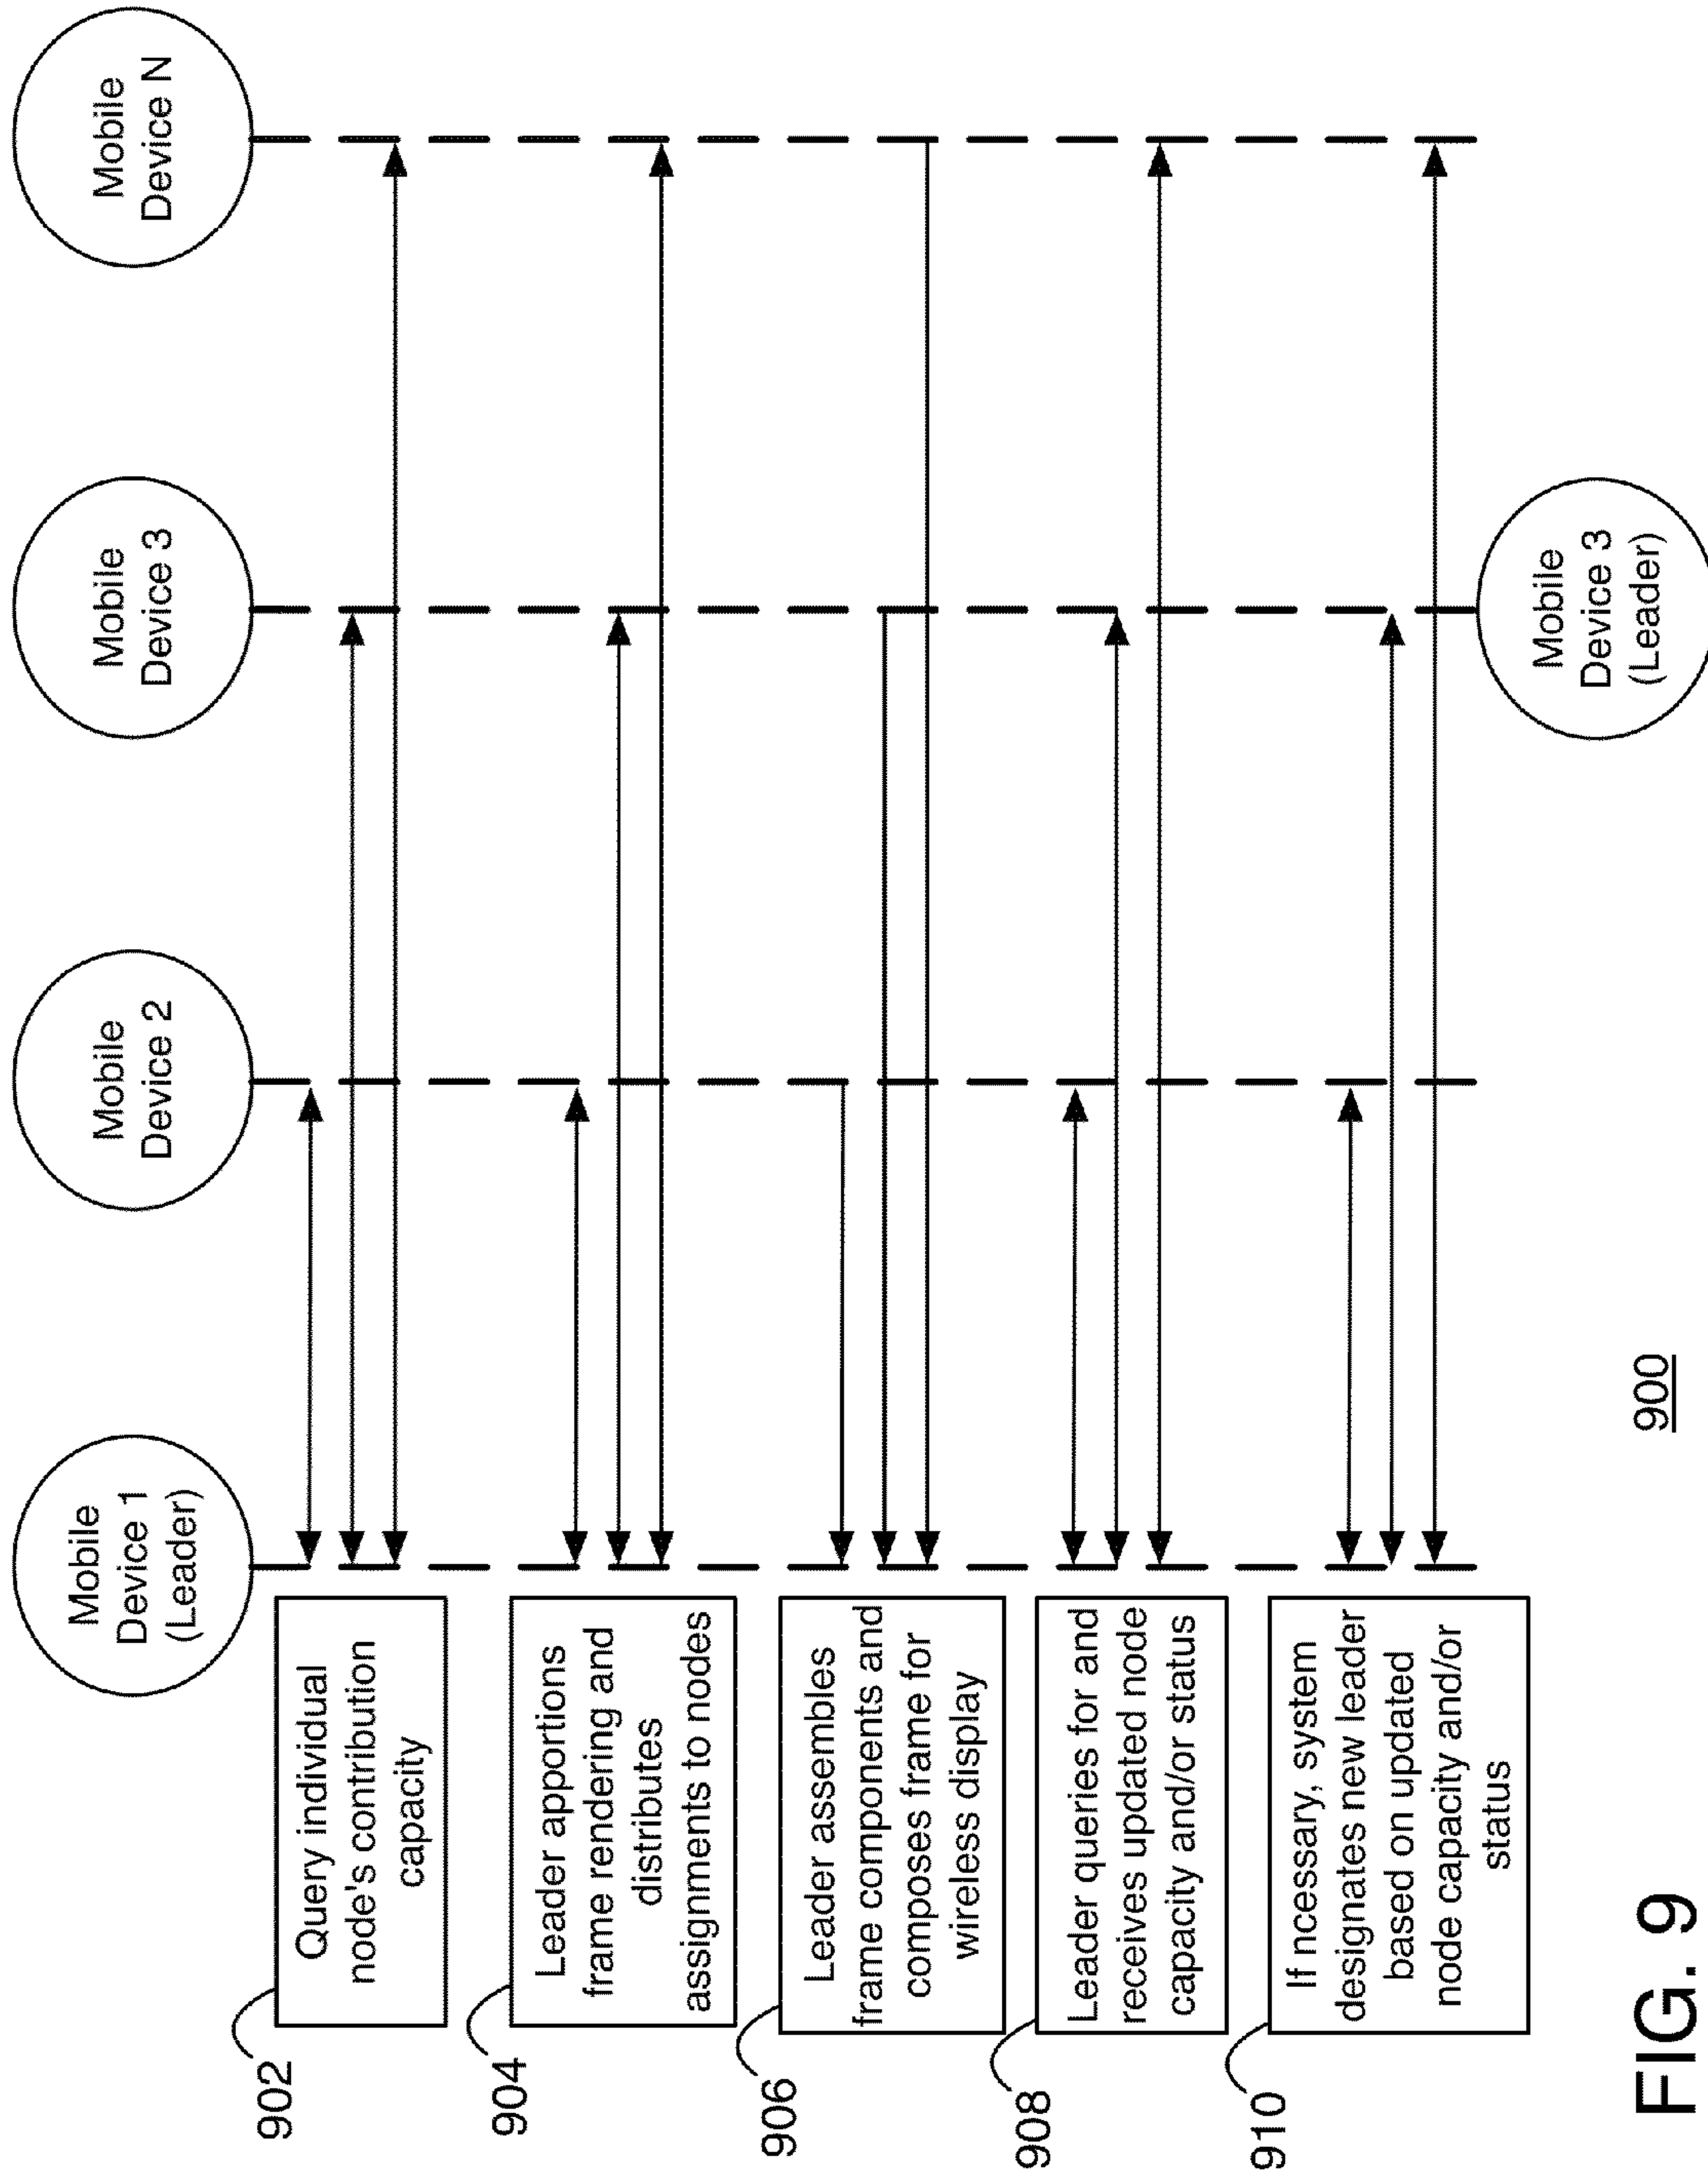 Mobile
Device 1
(Leader)
Mobile
Device 2
Mobile
Device 3
Mobile
Device N
902
Query individual
node's contribution
capacity
904
Leader apportions
frame rendering and
distributes
assignments to nodes
906
Leader assembles
frame components and
composes frame for
wireless display
908
Leader queries for and
receives updated node
capacity and/or status
910
If ncessary, system
designates new leader
based on updated
node capacity and/or
status
Mobile
Device 3
(Leader)
FIG. 9
900